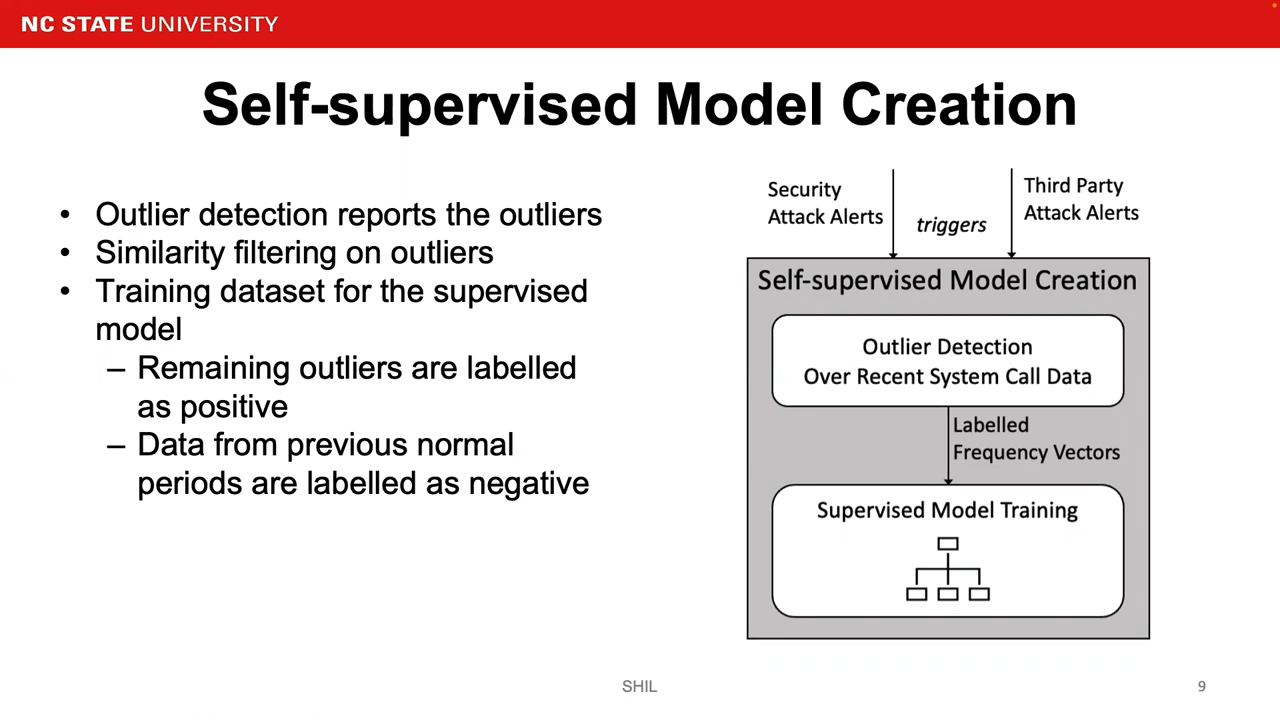 NC STATE UNIVERSITY
Self-supervised Model Creation
• Outlier detection reports the outliers
• Similarity filtering on outliers
• Training dataset for the supervised
model
– Remaining outliers are labelled
as positive
– Data from previous normal
periods are labelled as negative
Security
Attack Alerts
triggers
Third Party
Attack Alerts
Self-supervised Model Creation
Outlier Detection
Over Recent System Call Data
Labelled
Frequency Vectors
Supervised Model Training
SHIL
9